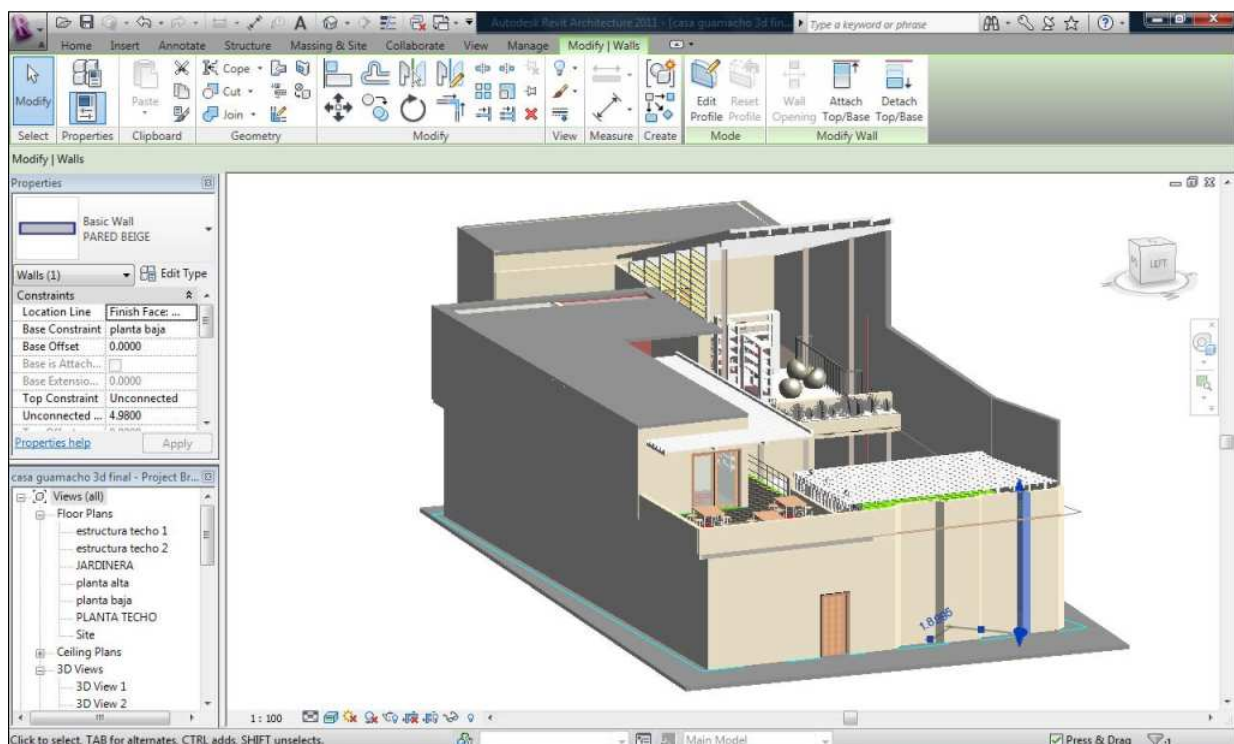 Autodesk Revit Architecture 2011 - [casa guamacho 3d fin...
Type a keyword or phrase
Home Insert Annotate Structure Massing & Site Collaborate View Manage Modify | Walls
Modify
Paste
Cope
Cut
Join
Edit Profile
Reset Profile
Wall Opening
Attach Top/Base
Detach Top/Base
Select Properties Clipboard Geometry Modify View Measure Create Mode Modify Wall
Modify | Walls
Properties
Basic Wall
PARED BEIGE
Walls (1) Edit Type
Constraints
Location Line Finish Face: ...
Base Constraint planta baja
Base Offset 0.0000
Base is Attach...
Base Extensio... 0.0000
Top Constraint Unconnected
Unconnected ... 4.9800
Properties help Apply
casa guamacho 3d final - Project Br...
Views (all)
Floor Plans
estructura techo 1
estructura techo 2
JARDINERA
planta alta
planta baja
PLANTA TECHO
Site
Ceiling Plans
3D Views
3D View 1
3D View 2
LEFT
1 : 100
Click to select, TAB for alternates, CTRL adds, SHIFT unselects.
Main Model
Press & Drag